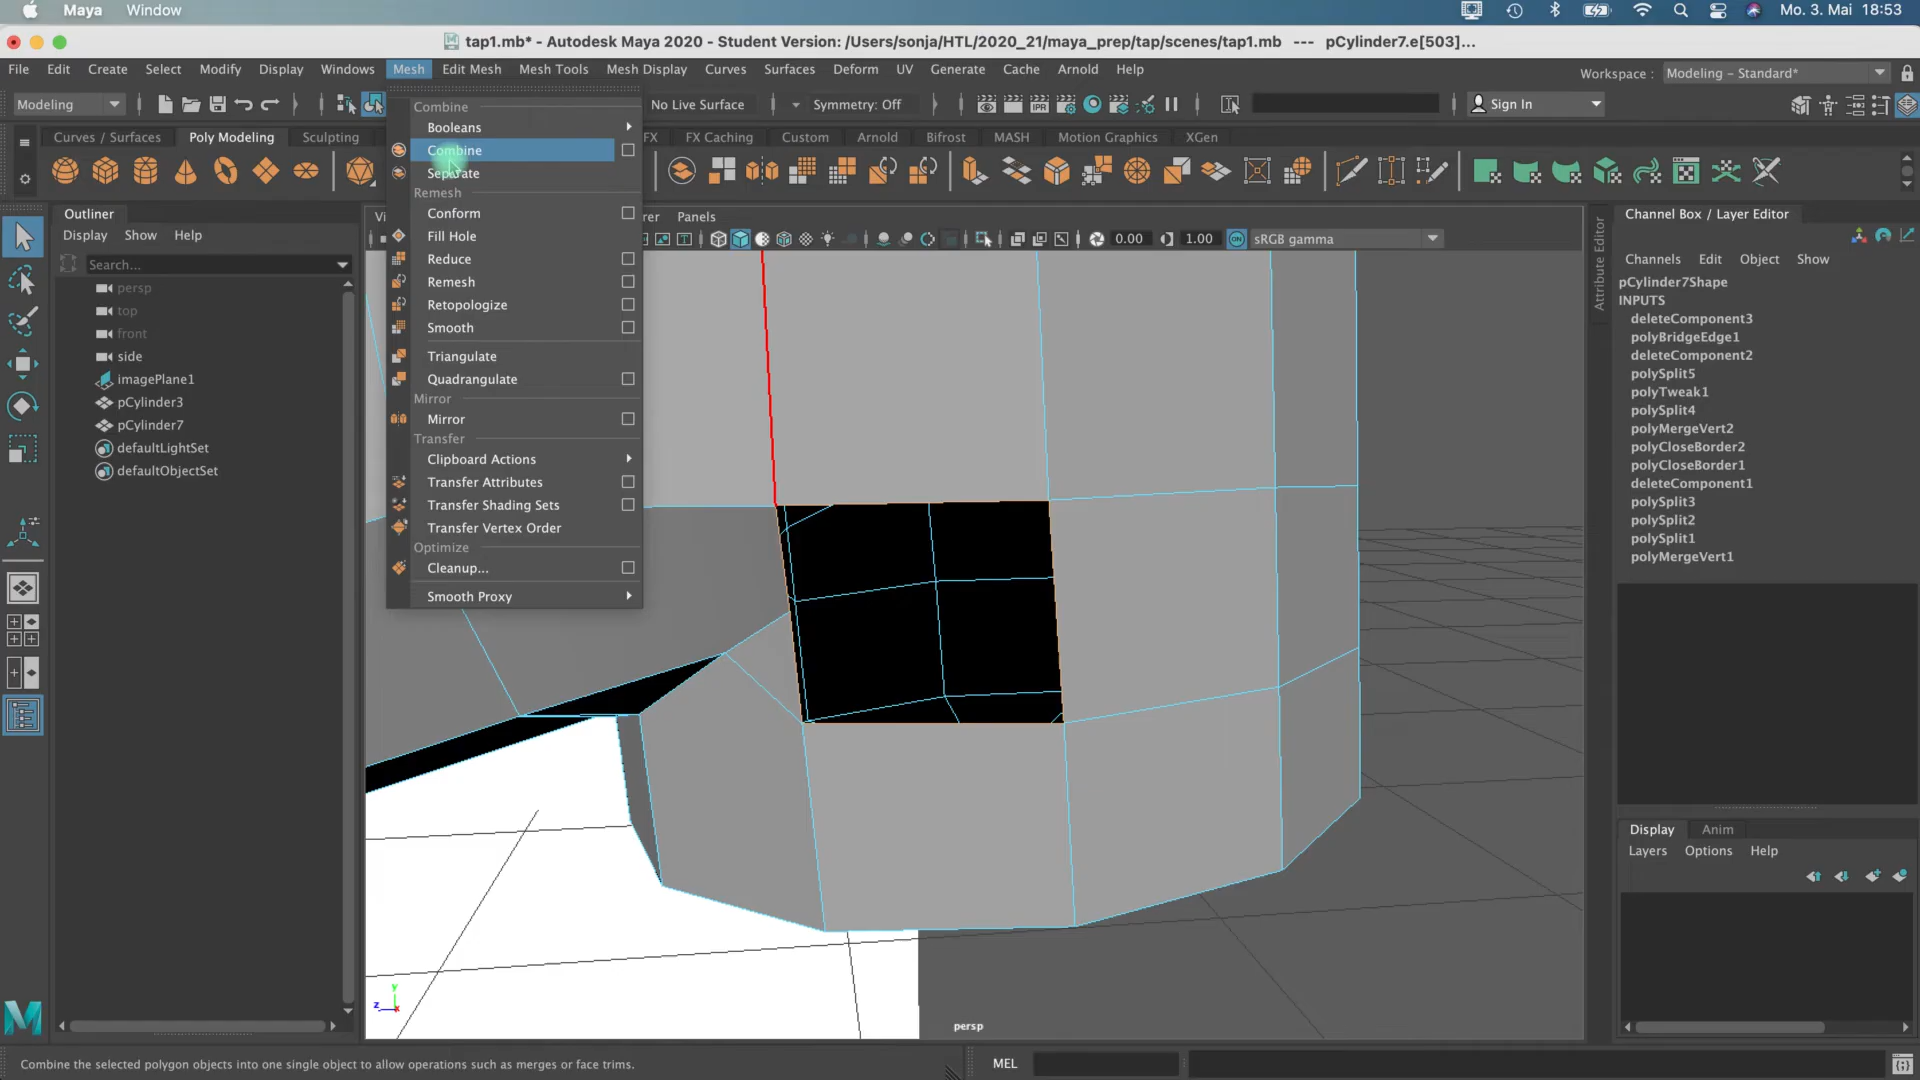 Maya Window Mo. 3. Mai 18:53
tap1.mb* - Autodesk Maya 2020 - Student Version: /Users/sonja/HTL/2020_21/maya_prep/tap/scenes/tap1.mb --- pCylinder7.e[503]...
File Edit Create Select Modify Display Windows Mesh Edit Mesh Mesh Tools Mesh Display Curves Surfaces Deform UV Generate Cache Arnold Help Workspace : Modeling - Standard*
Modeling No Live Surface Symmetry: Off IPR Sign In
Curves / Surfaces Poly Modeling Sculpting FX FX Caching Custom Arnold Bifrost MASH Motion Graphics XGen
Combine
Booleans
Combine
Separate
Remesh
Conform
Fill Hole
Reduce
Remesh
Retopologize
Smooth
Triangulate
Quadrangulate
Mirror
Mirror
Transfer
Clipboard Actions
Transfer Attributes
Transfer Shading Sets
Transfer Vertex Order
Optimize
Cleanup...
Smooth Proxy
Outliner
Display Show Help
Search...
persp
top
front
side
imagePlane1
pCylinder3
pCylinder7
defaultLightSet
defaultObjectSet
Vi rer Panels
0.00 1.00 ON sRGB gamma
z y x
persp
Attribute Editor
Channel Box / Layer Editor
Channels Edit Object Show
pCylinder7Shape
INPUTS
deleteComponent3
polyBridgeEdge1
deleteComponent2
polySplit5
polyTweak1
polySplit4
polyMergeVert2
polyCloseBorder2
polyCloseBorder1
deleteComponent1
polySplit3
polySplit2
polySplit1
polyMergeVert1
Display Anim
Layers Options Help
Combine the selected polygon objects into one single object to allow operations such as merges or face trims. MEL